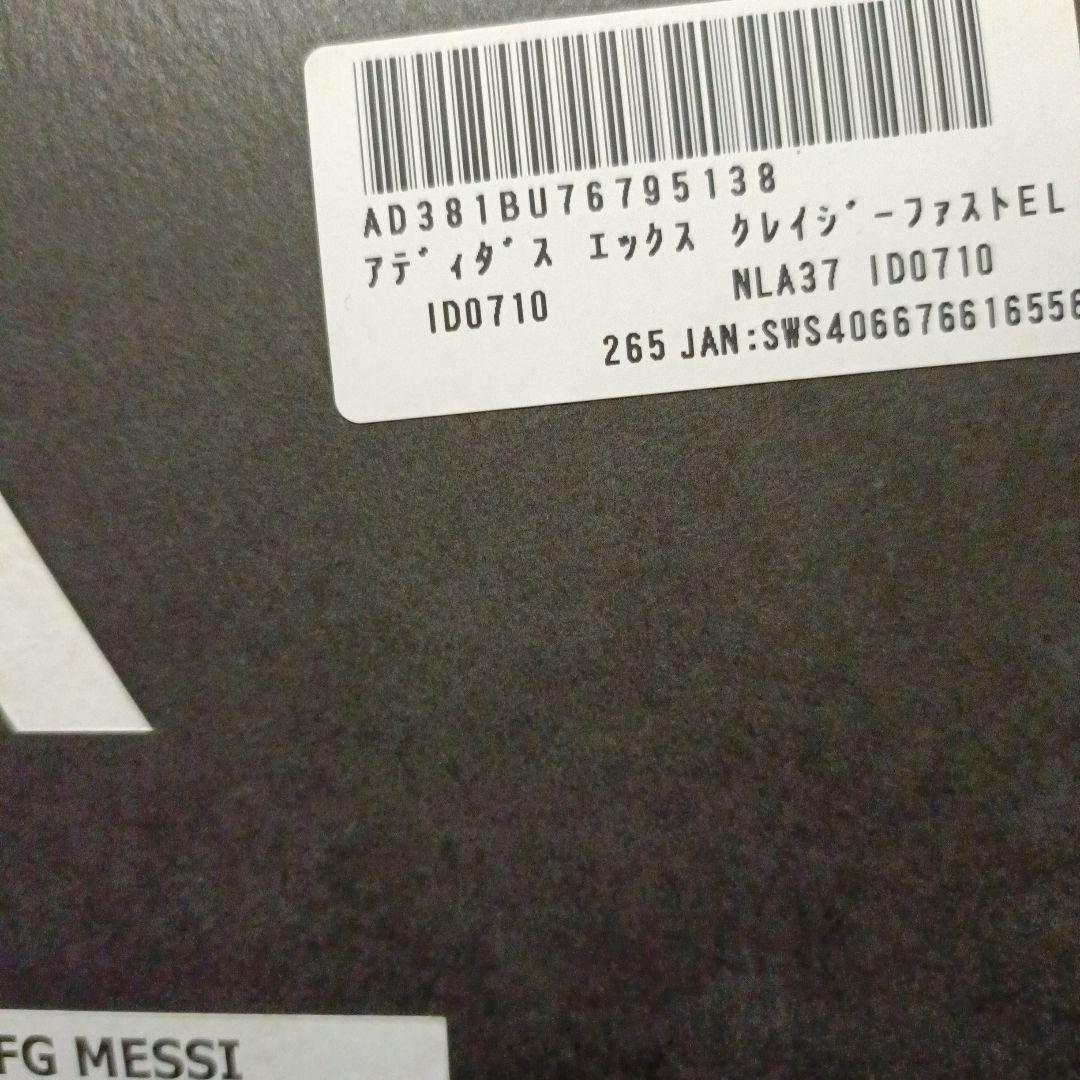 AD381BU76795138
アディダス エックス クレイジーファストEL
ID0710 NLA37 ID0710
265 JAN:SWS406676616556
FG MESSI